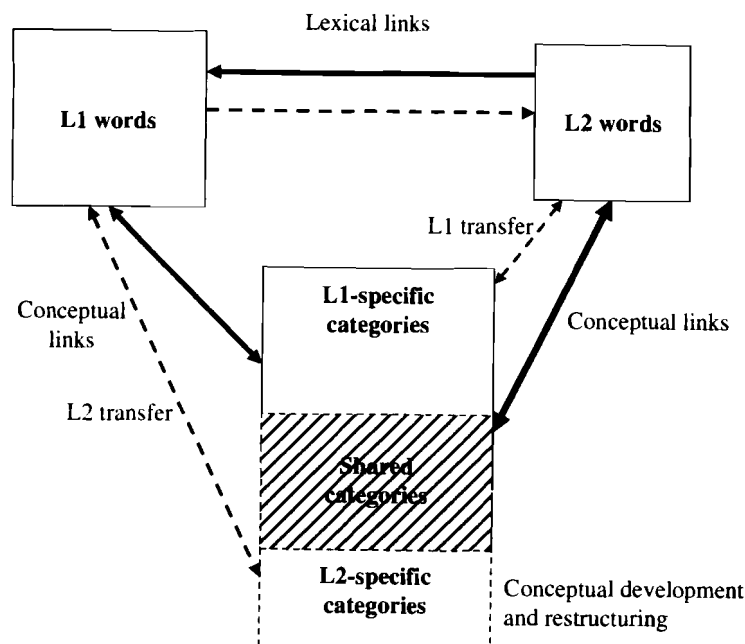 Lexical links
L1 words
L2 words
L1 transfer
L1-specific
categories
Conceptual
links
Conceptual links
L2 transfer
Shared
categories
L2-specific
categories
Conceptual development
and restructuring